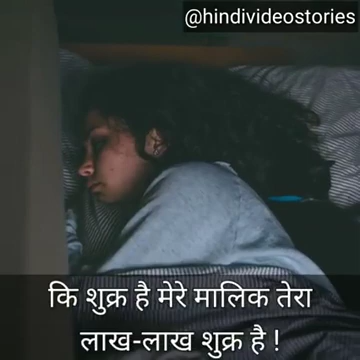 @hindivideostories
कि शुक्र है मेरे मालिक तेरा
लाख-लाख शुक्र है !